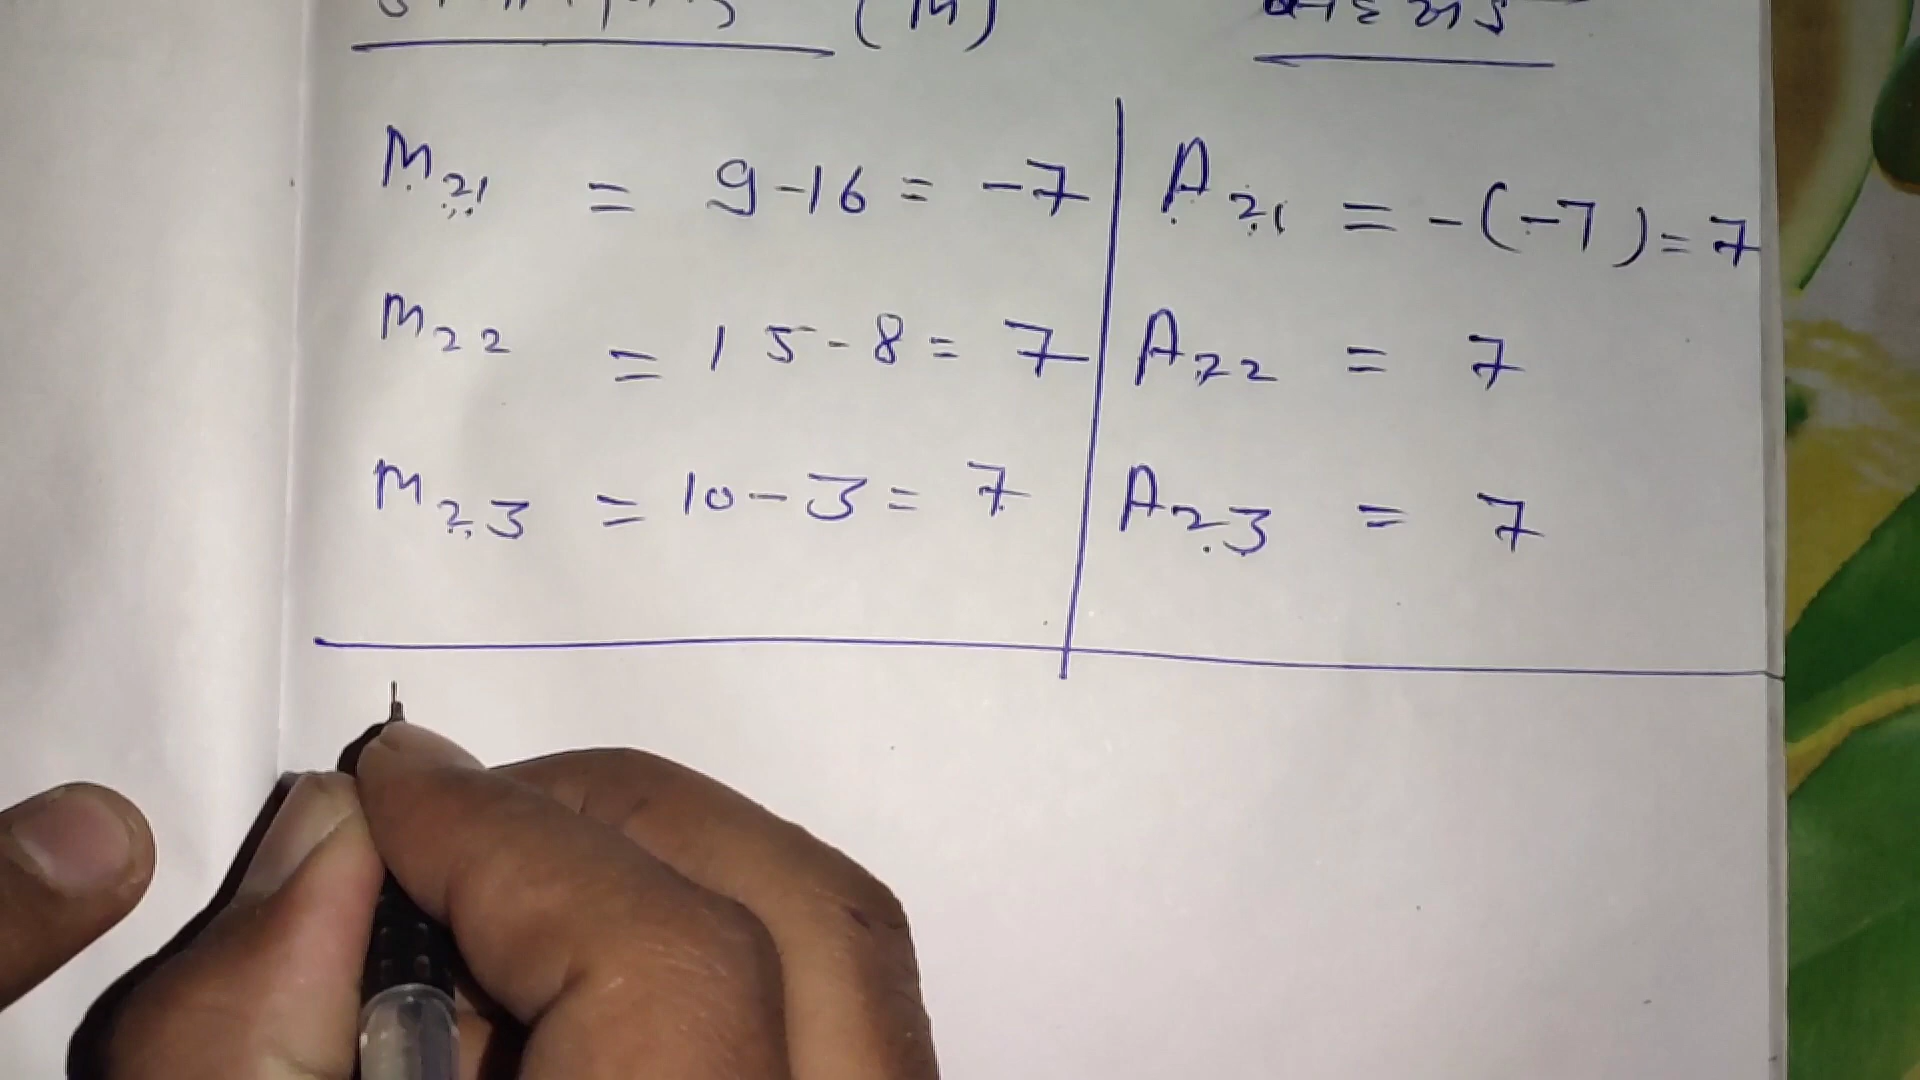 (M)
M21 = 9-16 = -7 A21 = -(-7) = 7
M22 = 15-8 = 7 A22 = 7
M23 = 10-3 = 7 A23 = 7